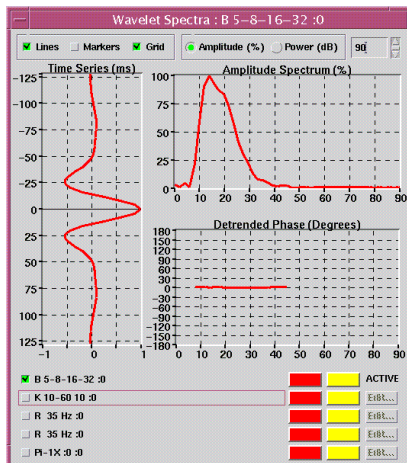 Wavelet Spectra : B 5-8-16-32 :0
Lines Markers Grid Amplitude (%) Power (dB) 90
Time Series (ms) Amplitude Spectrum (%)
-125 -100 -75 -50 -25 0 25 50 75 100 125
-1 0 1
100 75 50 25 0
0 10 20 30 40 50 60 70 80 90
Detrended Phase (Degrees)
180 150 120 90 60 30 0 -30 -60 -90 -120 -150 -180
0 10 20 30 40 50 60 70 80 90
B 5-8-16-32 :0 ACTIVE
K 10-60 10 :0 Edit...
R 35 Hz :0 Edit...
R 35 Hz :0 Edit...
Pi-1X :0 :0 Edit...